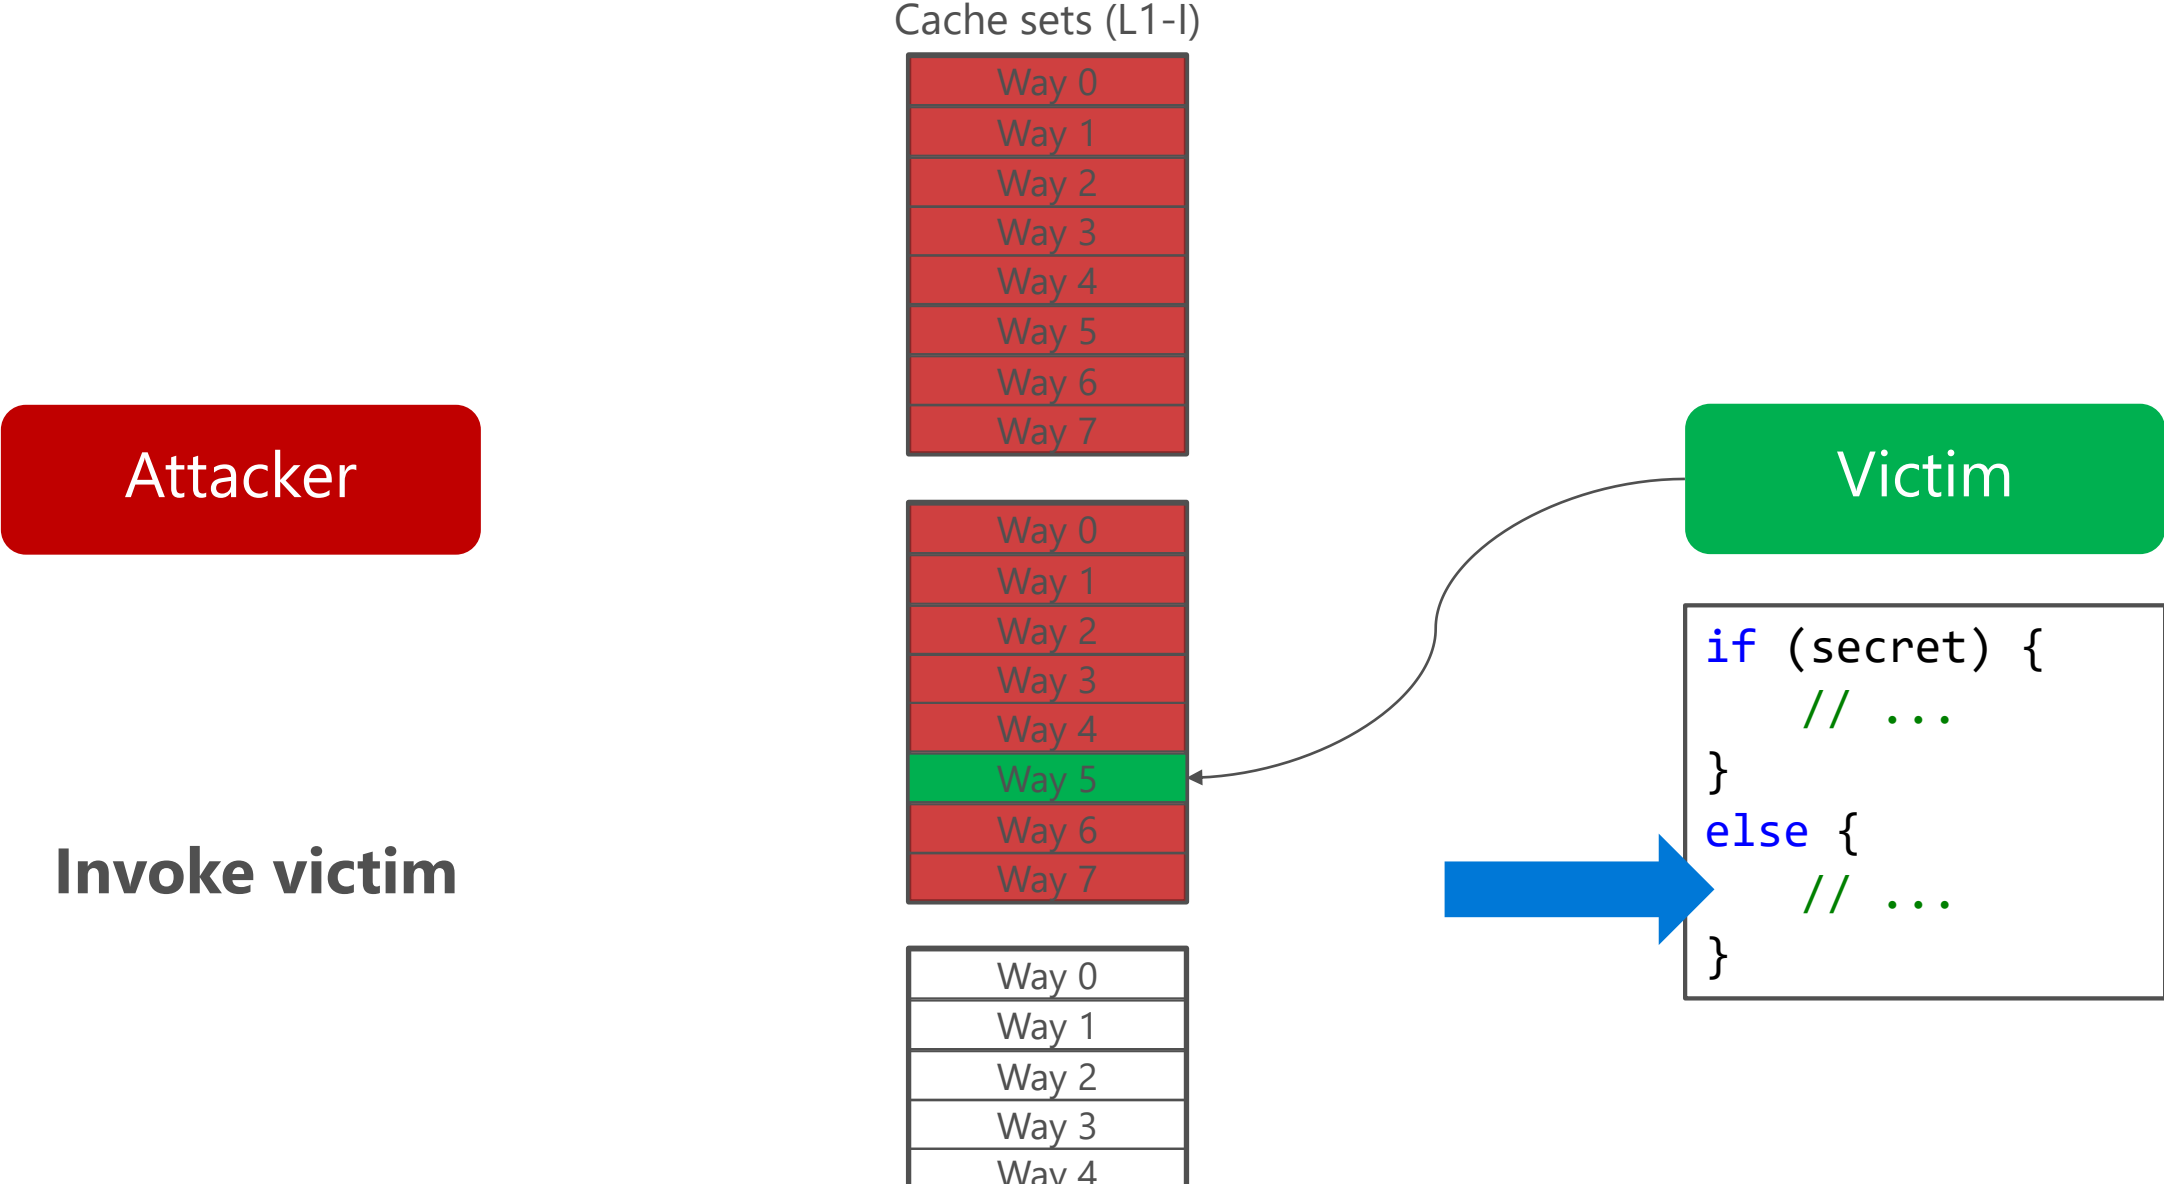 Cache sets (L1-I)
Way 0
Way 1
Way 2
Way 3
Way 4
Way 5
Way 6
Way 7
Attacker
Victim
Way 0
Way 1
Way 2
Way 3
Way 4
Way 5
Way 6
Way 7
Invoke victim
if (secret) {
    // ...
}
else {
    // ...
}
Way 0
Way 1
Way 2
Way 3
Way 4